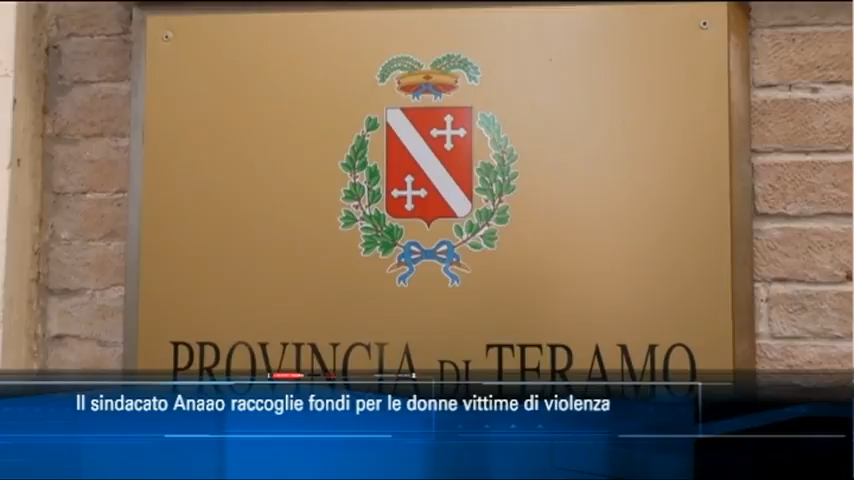 PROVINCIA DI TERAMO
Il sindacato Anaao raccoglie fondi per le donne vittime di violenza